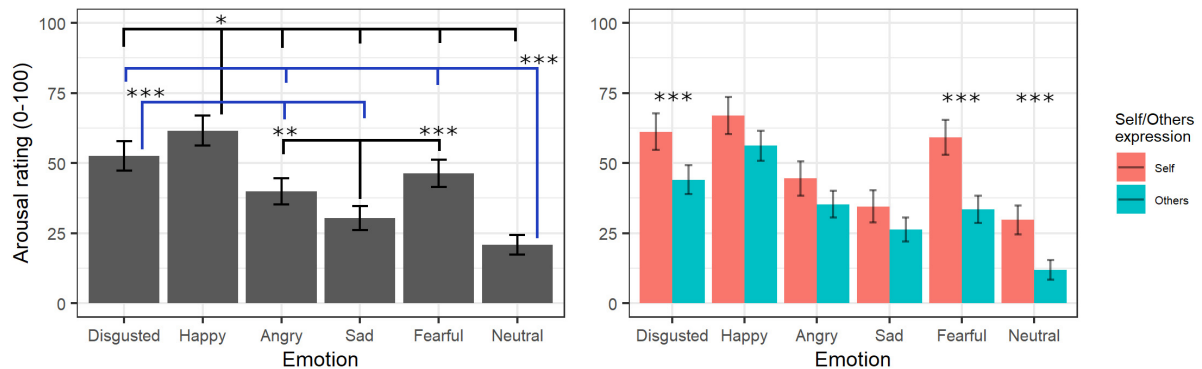 100
*
75
***
***
**
***
50
25
0
Arousal rating (0-100)
Disgusted Happy Angry Sad Fearful Neutral
Emotion
100
75
*** *** ***
50
25
0
Disgusted Happy Angry Sad Fearful Neutral
Emotion
Self/Others
expression
Self
Others